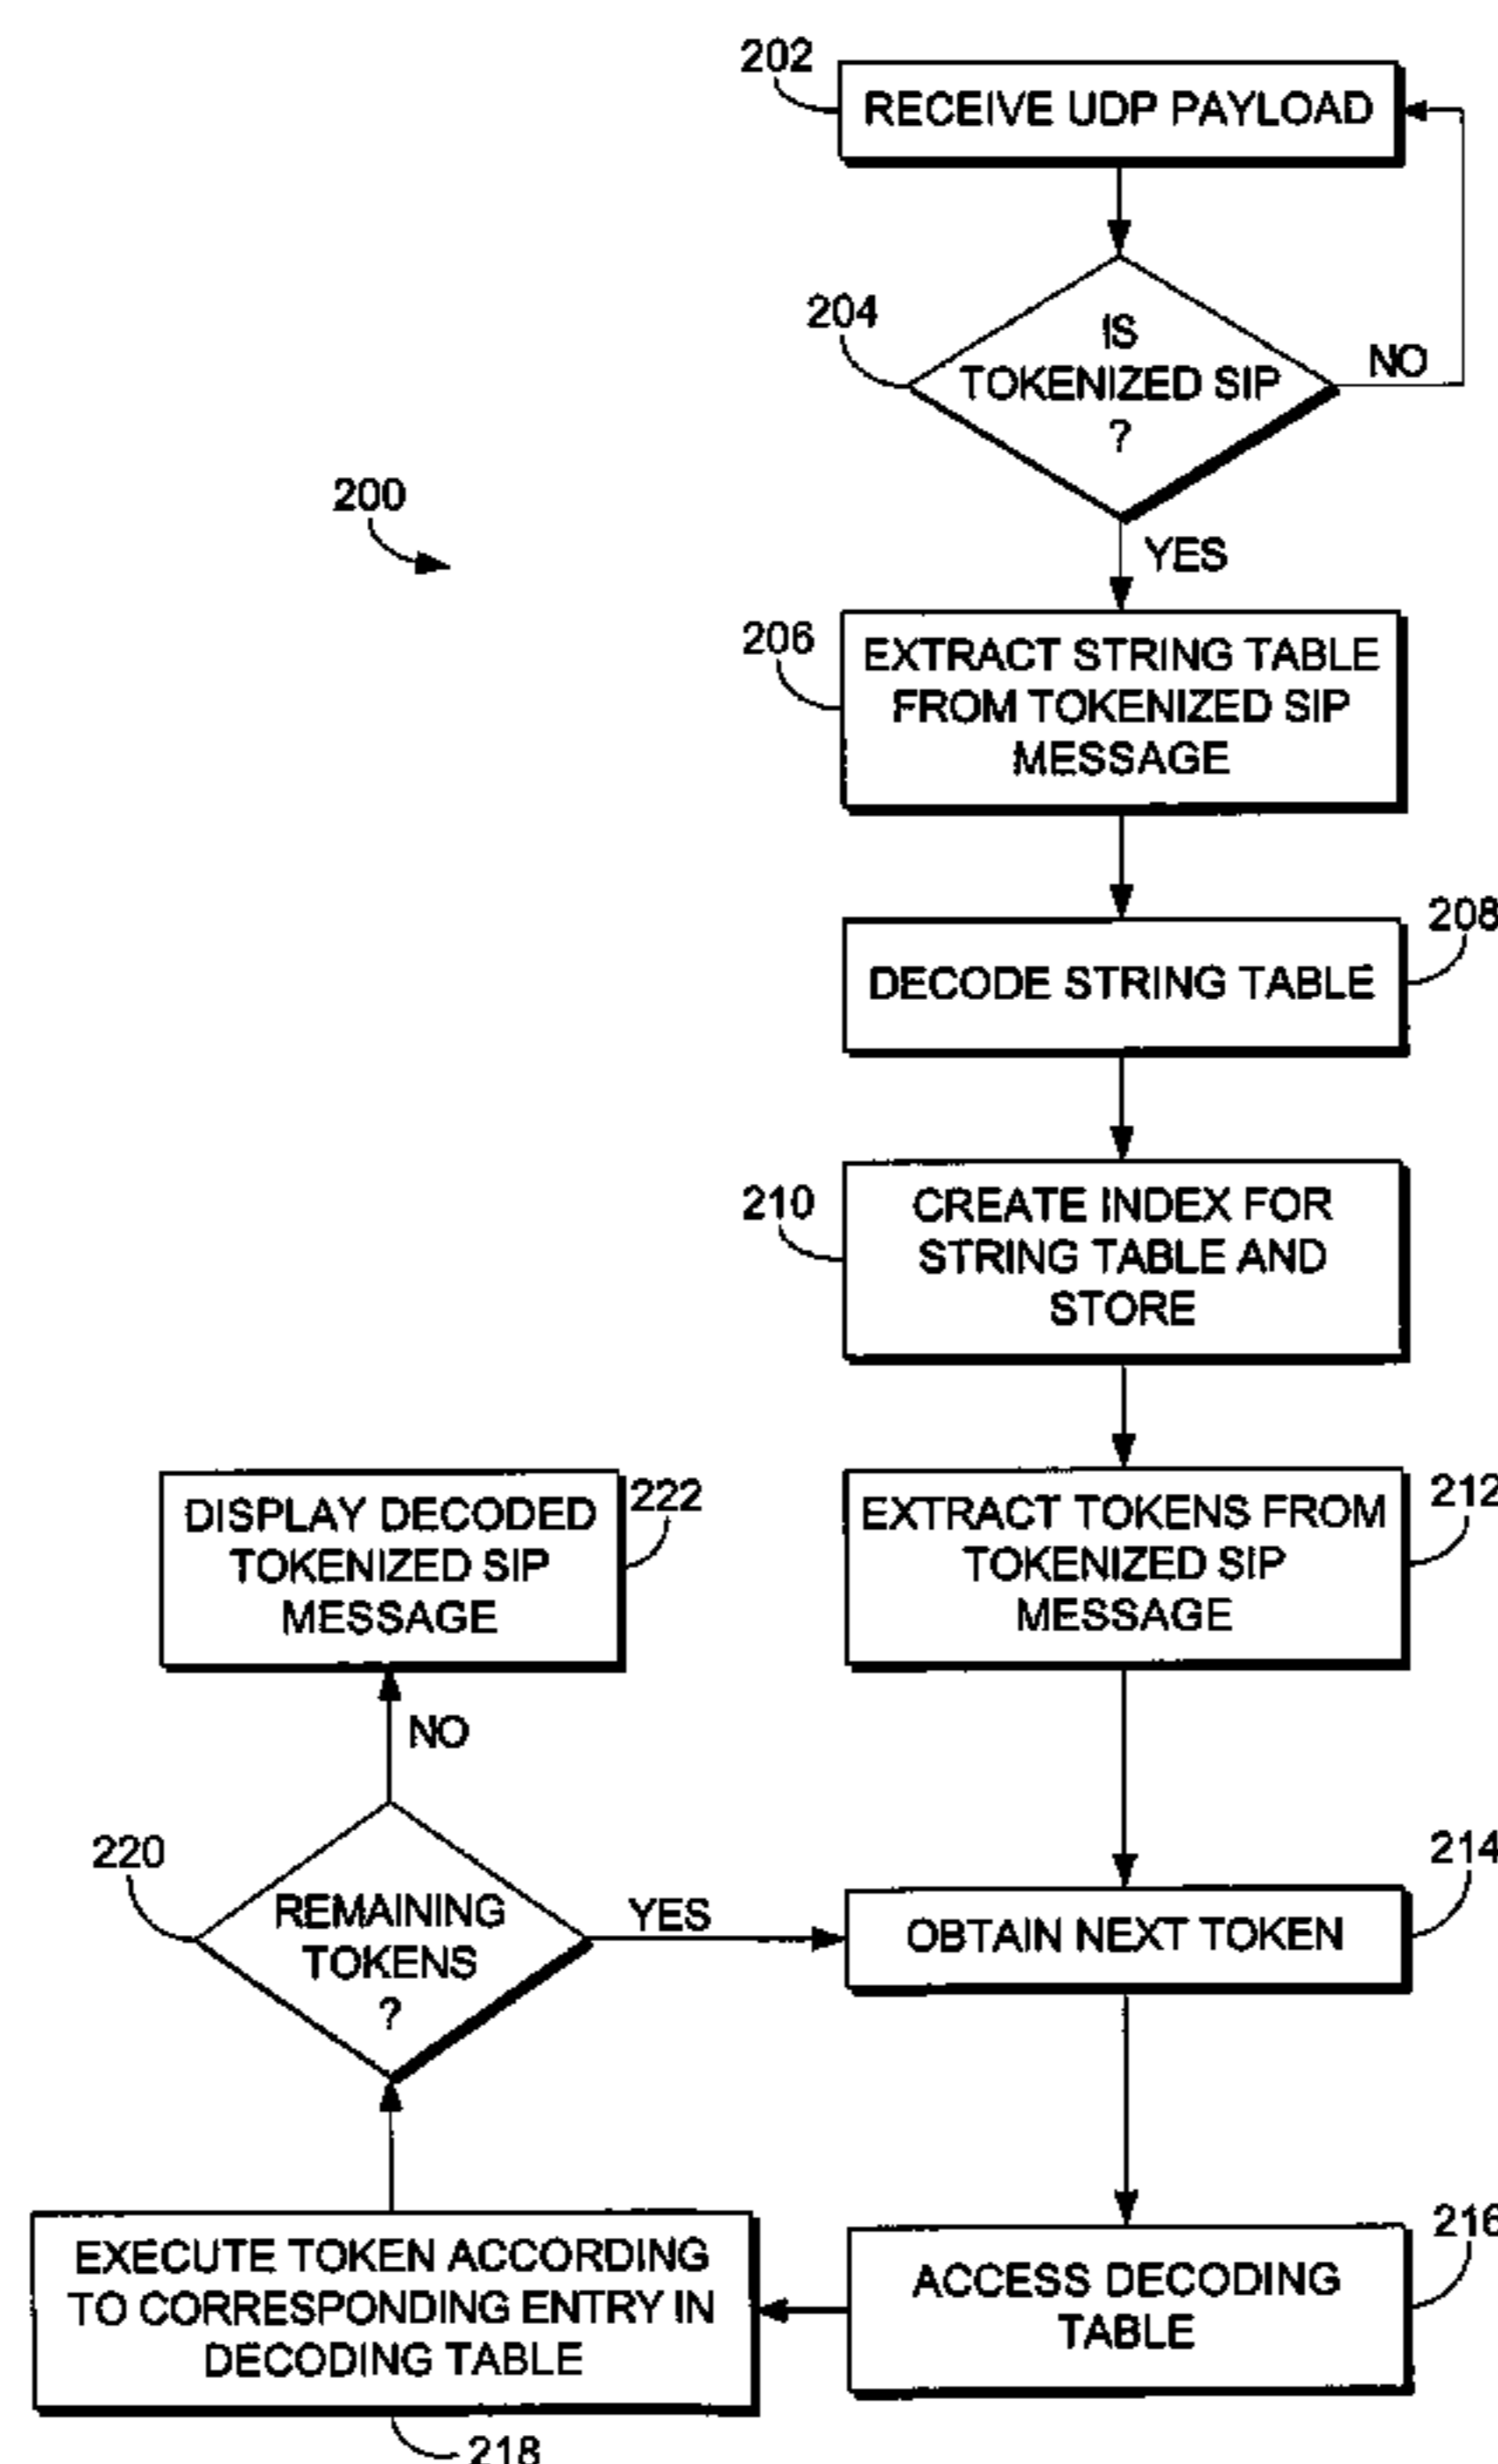 202
RECEIVE UDP PAYLOAD
204
IS
TOKENIZED SIP
?
NO
200
YES
206
EXTRACT STRING TABLE
FROM TOKENIZED SIP
MESSAGE
208
DECODE STRING TABLE
210
CREATE INDEX FOR
STRING TABLE AND
STORE
212
EXTRACT TOKENS FROM
TOKENIZED SIP
MESSAGE
214
OBTAIN NEXT TOKEN
216
ACCESS DECODING
TABLE
EXECUTE TOKEN ACCORDING
TO CORRESPONDING ENTRY IN
DECODING TABLE
218
220
REMAINING
TOKENS
?
YES
NO
222
DISPLAY DECODED
TOKENIZED SIP
MESSAGE